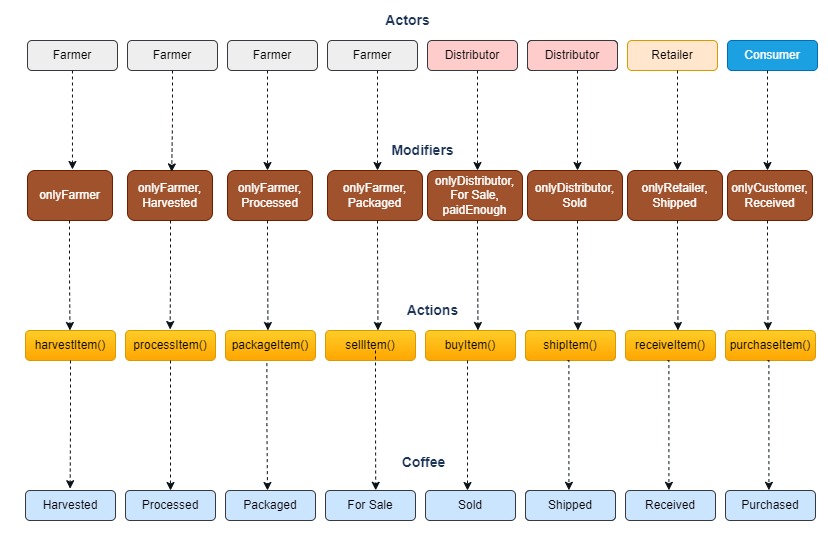 Actors
Farmer
Farmer
Farmer
Farmer
Distributor
Distributor
Retailer
Consumer
Modifiers
onlyFarmer
onlyFarmer,
Harvested
onlyFarmer,
Processed
onlyFarmer,
Packaged
onlyDistributor,
For Sale,
paidEnough
onlyDistributor,
Sold
onlyRetailer,
Shipped
onlyCustomer,
Received
Actions
harvestItem()
processItem()
packageItem()
sellItem()
buyItem()
shipItem()
receiveItem()
purchaseItem()
Coffee
Harvested
Processed
Packaged
For Sale
Sold
Shipped
Received
Purchased